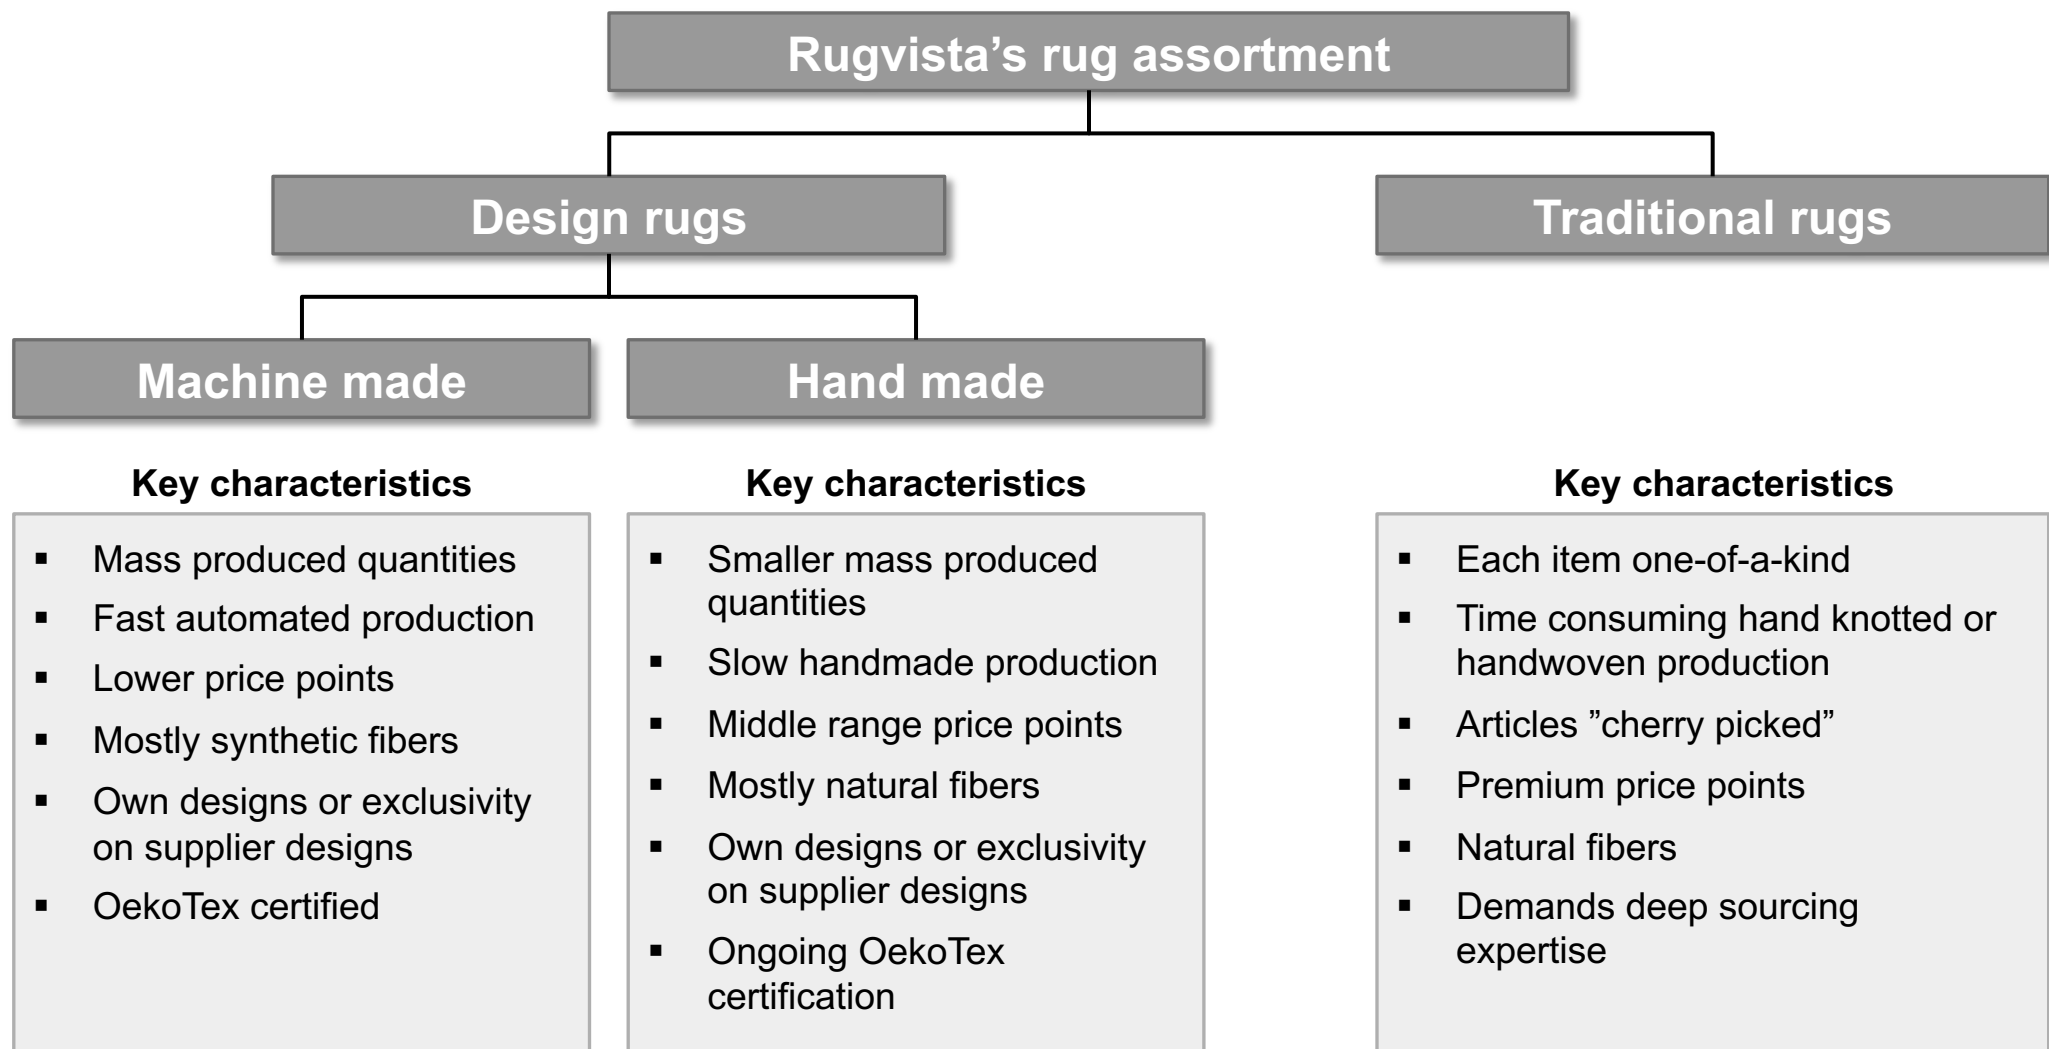 Rugvista’s rug assortment
Design rugs
Traditional rugs
Machine made
Hand made
Key characteristics
▪ Mass produced quantities
▪ Fast automated production
▪ Lower price points
▪ Mostly synthetic fibers
▪ Own designs or exclusivity
on supplier designs
▪ OekoTex certified
Key characteristics
▪ Smaller mass produced
quantities
▪ Slow handmade production
▪ Middle range price points
▪ Mostly natural fibers
▪ Own designs or exclusivity
on supplier designs
▪ Ongoing OekoTex
certification
Key characteristics
▪ Each item one-of-a-kind
▪ Time consuming hand knotted or
handwoven production
▪ Articles ”cherry picked”
▪ Premium price points
▪ Natural fibers
▪ Demands deep sourcing
expertise